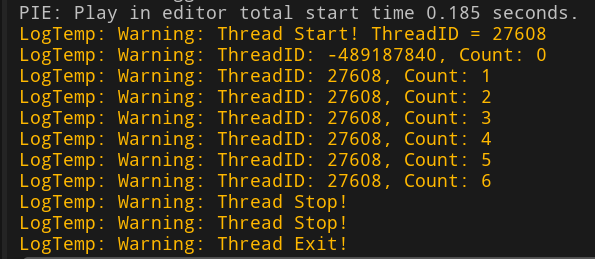 PIE: Play in editor total start time 0.185 seconds.
LogTemp: Warning: Thread Start! ThreadID = 27608
LogTemp: Warning: ThreadID: -489187840, Count: 0
LogTemp: Warning: ThreadID: 27608, Count: 1
LogTemp: Warning: ThreadID: 27608, Count: 2
LogTemp: Warning: ThreadID: 27608, Count: 3
LogTemp: Warning: ThreadID: 27608, Count: 4
LogTemp: Warning: ThreadID: 27608, Count: 5
LogTemp: Warning: ThreadID: 27608, Count: 6
LogTemp: Warning: Thread Stop!
LogTemp: Warning: Thread Stop!
LogTemp: Warning: Thread Exit!